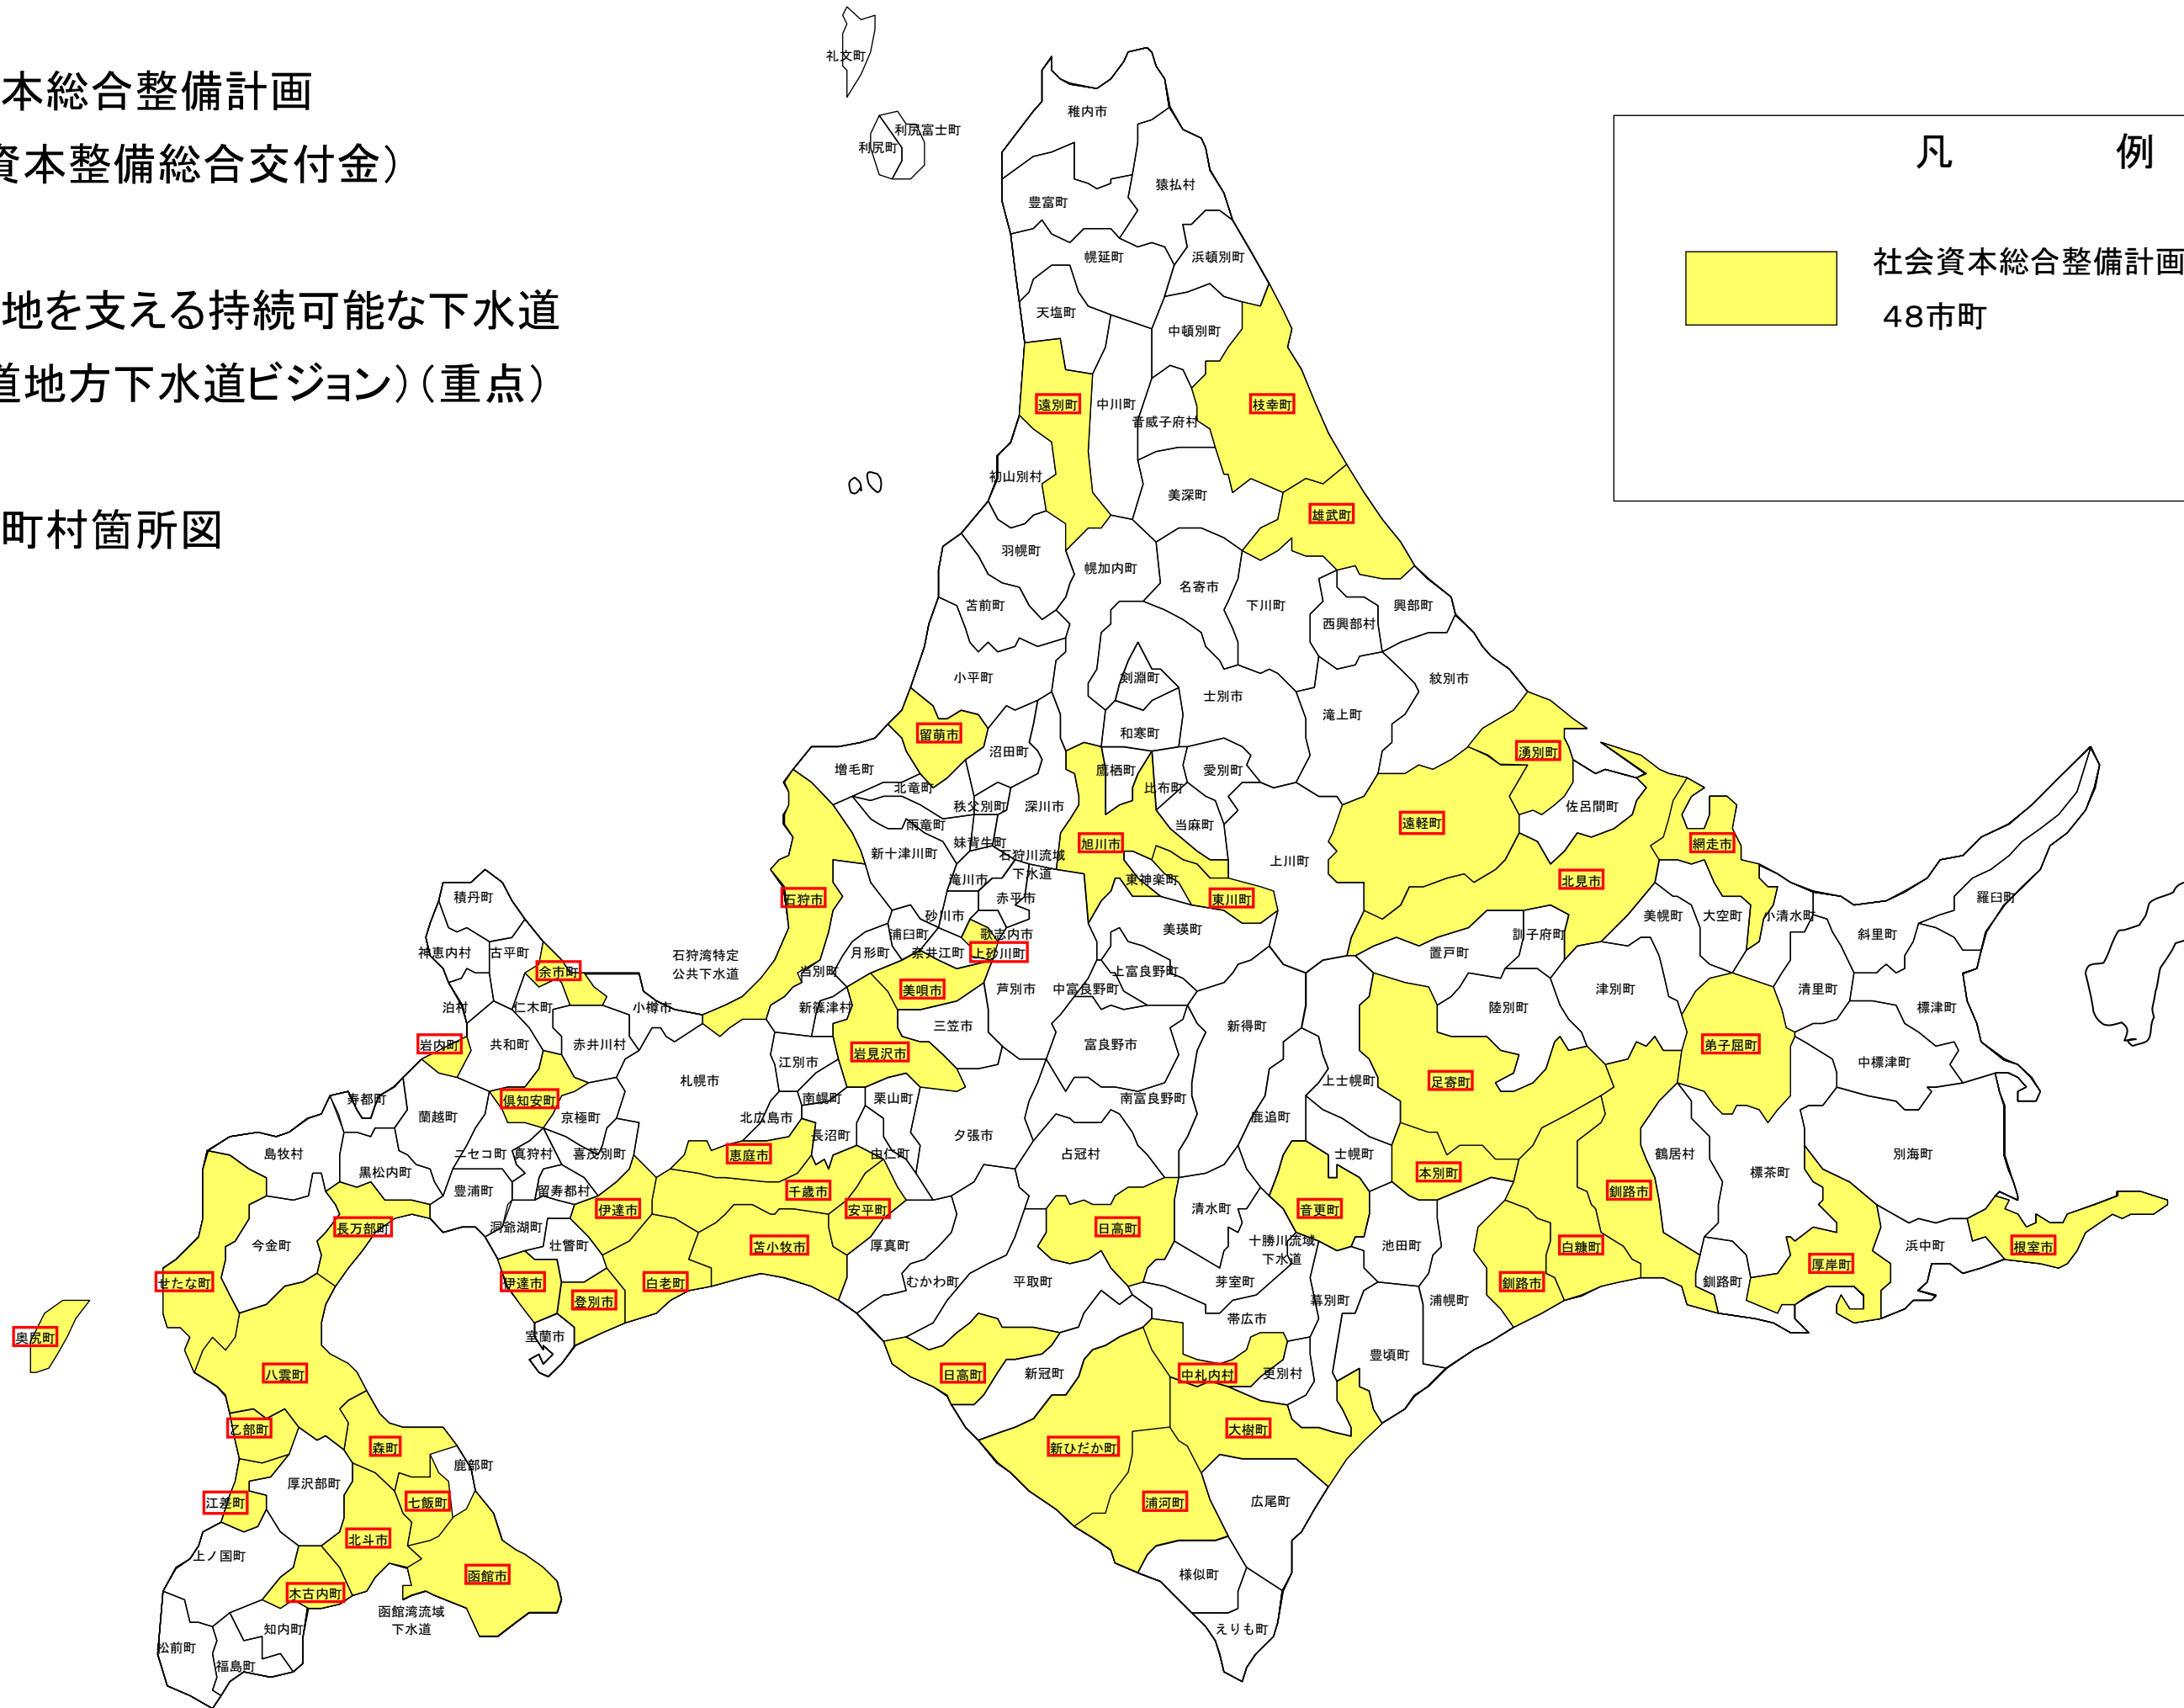 本総合整備計画
資本整備総合交付金）
地を支える持続可能な下水道
道地方下水道ビジョン）（重点）
町村箇所図
凡　例
社会資本総合整備計画
４８市町
礼文町
利尻富士町
利尻町
稚内市
猿払村
豊富町
幌延町
浜頓別町
天塩町
中頓別町
遠別町
中川町
枝幸町
音威子府村
初山別村
美深町
雄武町
羽幌町
幌加内町
名寄市
下川町
興部町
苫前町
西興部村
小平町
剣淵町
士別市
紋別市
滝上町
留萌市
和寒町
沼田町
湧別町
増毛町
鷹栖町
愛別町
北竜町
比布町
秩父別町
深川市
佐呂間町
雨竜町
当麻町
遠軽町
妹背牛町
旭川市
網走市
新十津川町
石狩川流域
下水道
上川町
滝川市
東神楽町
北見市
積丹町
石狩市
赤平市
東川町
羅臼町
砂川市
美幌町
大空町
小清水町
浦臼町
歌志内市
美瑛町
斜里町
訓子府町
神恵内村
古平町
石狩湾特定
公共下水道
月形町
奈井江町
上砂川町
置戸町
余市町
当別町
上富良野町
美唄市
芦別市
中富良野町
津別町
清里町
泊村
仁木町
小樽市
新篠津村
陸別町
標津町
三笠市
新得町
岩内町
共和町
赤井川村
岩見沢市
富良野市
弟子屈町
江別市
中標津町
札幌市
上士幌町
足寄町
倶知安町
南幌町
栗山町
南富良野町
寿都町
蘭越町
京極町
北広島市
鹿追町
長沼町
夕張市
島牧村
ニセコ町
真狩村
喜茂別町
恵庭市
由仁町
占冠村
士幌町
鶴居村
別海町
黒松内町
本別町
標茶町
豊浦町
留寿都村
千歳市
釧路市
伊達市
安平町
音更町
清水町
長万部町
洞爺湖町
日高町
今金町
壮瞥町
苫小牧市
厚真町
十勝川流域
下水道
池田町
白糠町
浜中町
根室市
厚岸町
せたな町
伊達市
白老町
むかわ町
平取町
芽室町
釧路市
釧路町
登別市
幕別町
浦幌町
帯広市
奥尻町
室蘭市
豊頃町
八雲町
日高町
新冠町
中札内村
更別村
乙部町
大樹町
森町
新ひだか町
鹿部町
厚沢部町
江差町
七飯町
浦河町
広尾町
北斗市
上ノ国町
函館市
様似町
木古内町
函館湾流域
下水道
知内町
えりも町
松前町
福島町